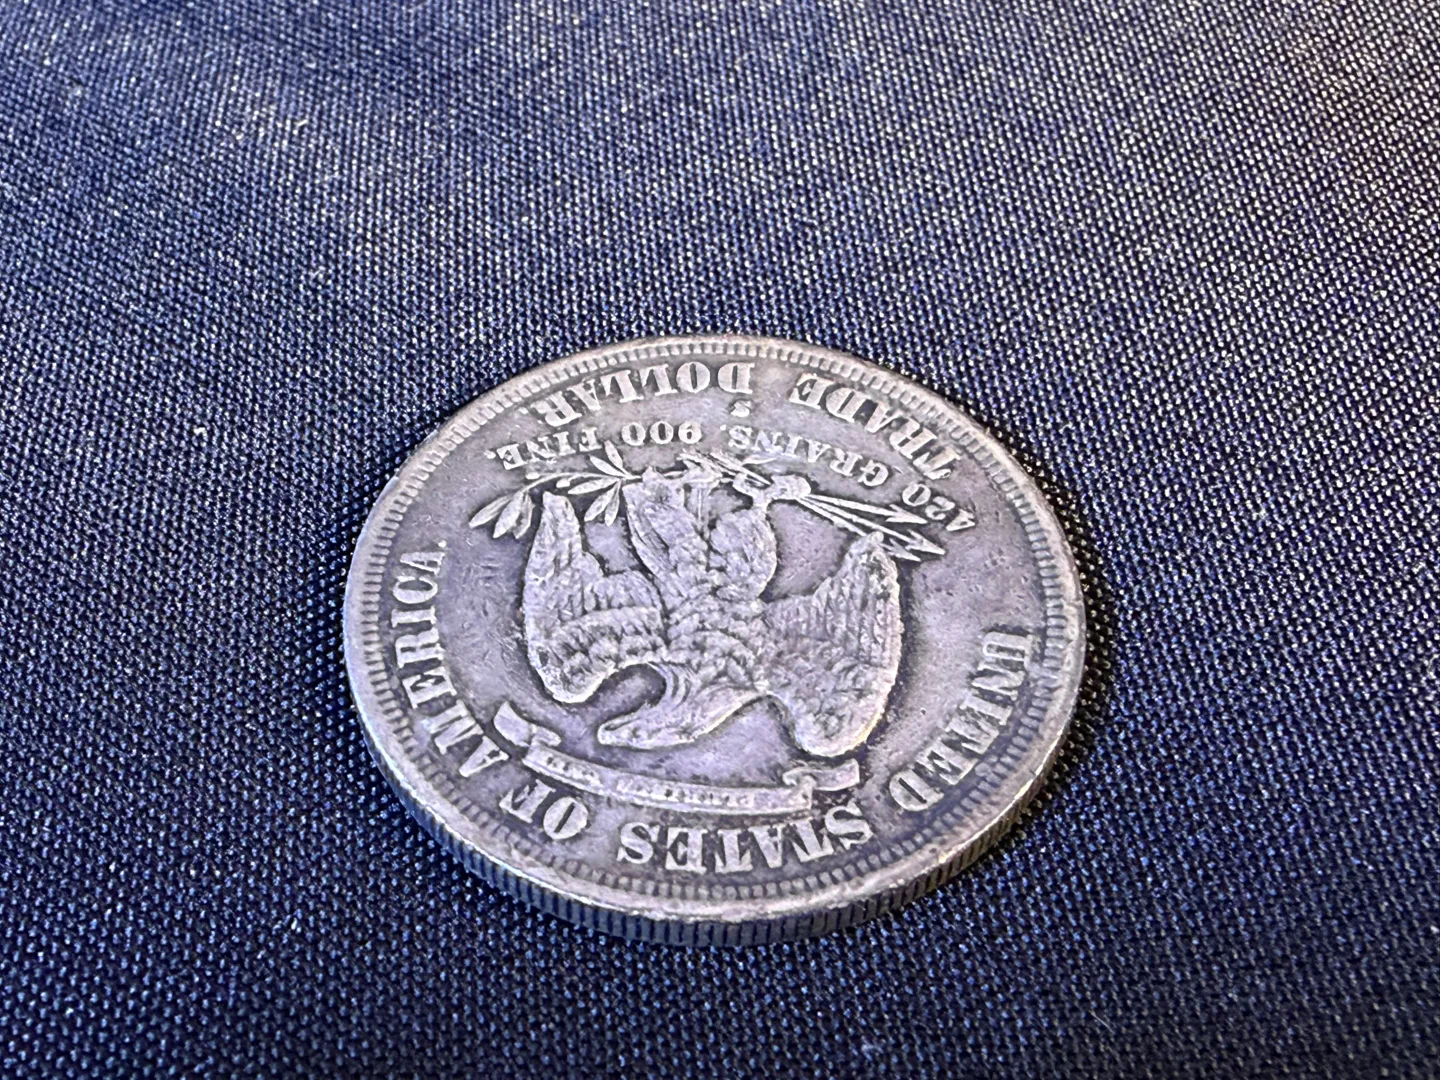 UNITED STATES OF AMERICA.
420 GRAINS. 900 FINE.
S
TRADE DOLLAR.